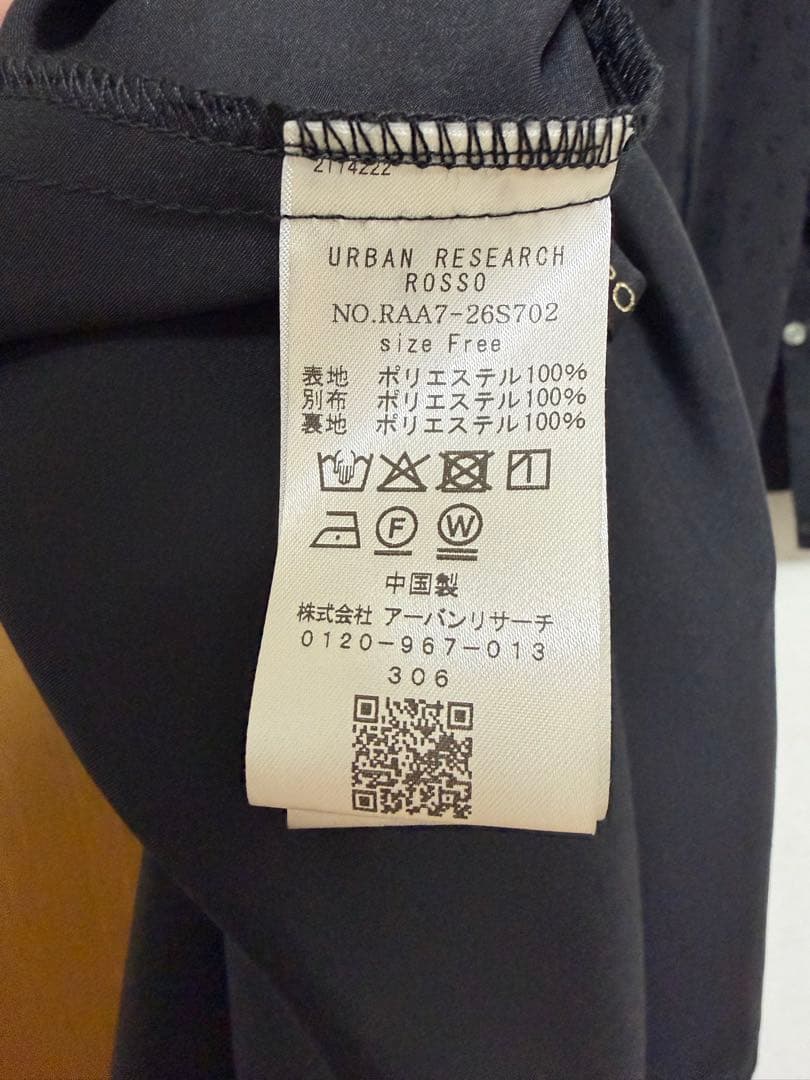 2114222
URBAN RESEARCH
ROSSO
NO.RAA7-26S702
size Free
表地 ポリエステル100%
別布 ポリエステル100%
裏地 ポリエステル100%
F W
中国製
株式会社 アーバンリサーチ
0120-967-013
306